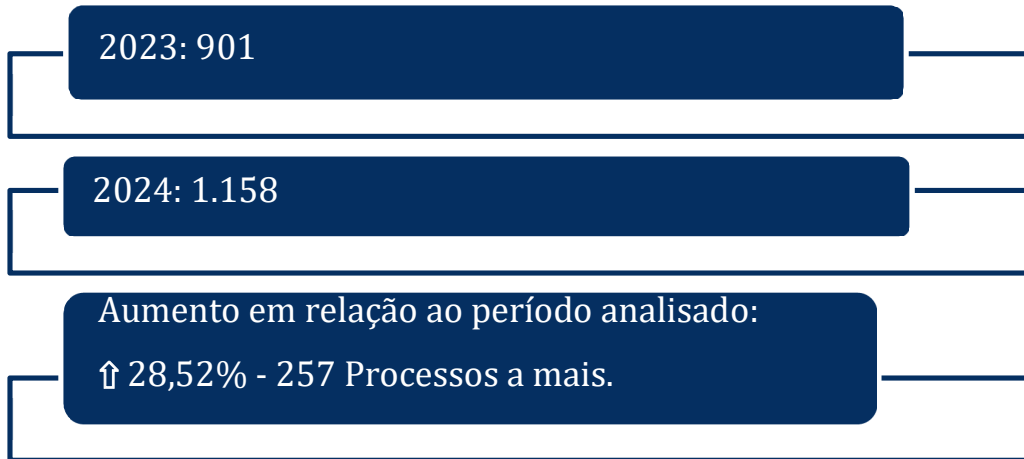 2023: 901
2024: 1.158
Aumento em relação ao período analisado:
⇧ 28,52% - 257 Processos a mais.